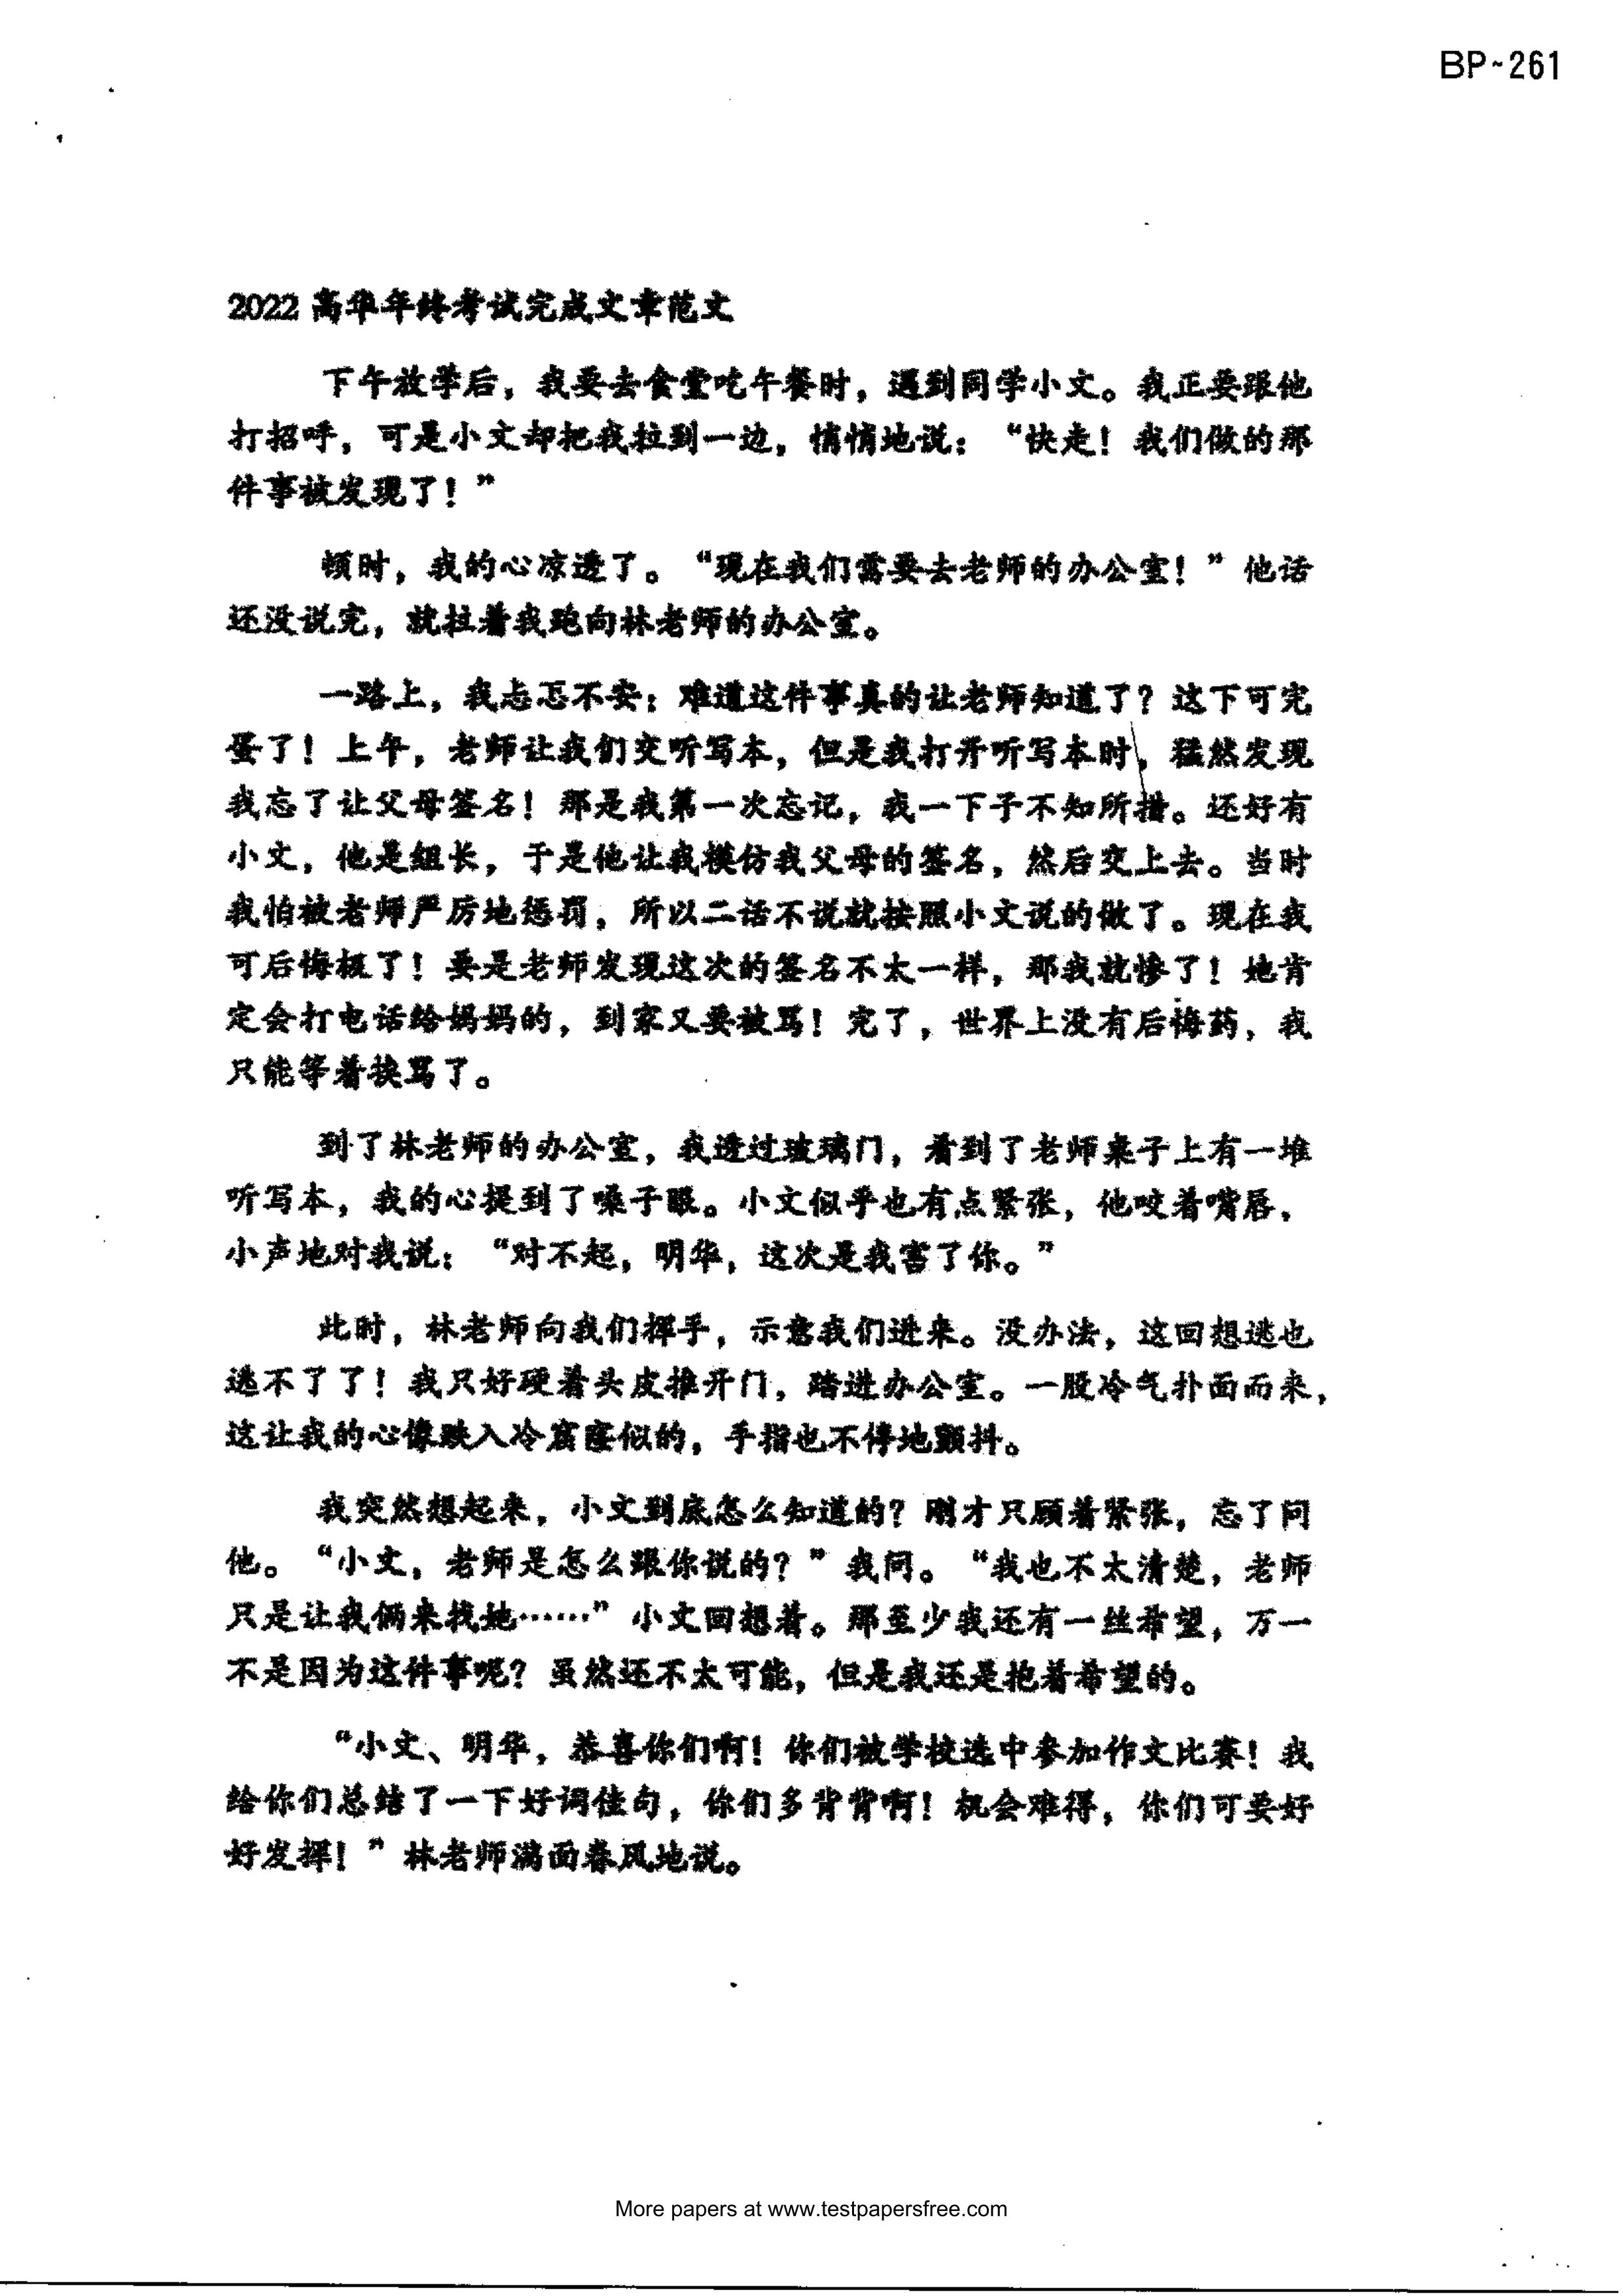 BP-261
2022 高华年终考试完成文章范文
下午放学后，我要去食堂吃午餐时，遇到同学小文。我正要跟他
打招呼，可是小文却把我拉到一边，悄悄地说：“快走！我们做的那
件事被发现了！”
顿时，我的心凉透了。“现在我们需要去老师的办公室！”他话
还没说完，就拉着我跑向林老师的办公室。
一路上，我忐忑不安：难道这件事真的让老师知道了？这下可完
蛋了！上午，老师让我们交听写本，但是我打开听写本时，猛然发现
我忘了让父母签名！那是我第一次忘记，我一下子不知所措。还好有
小文，他是组长，于是他让我模仿我父母的签名，然后交上去。当时
我怕被老师严厉地惩罚，所以二话不说就按照小文说的做了。现在我
可后悔极了！要是老师发现这次的签名不太一样，那我就惨了！她肯
定会打电话给妈妈的，到家又要被骂！完了，世界上没有后悔药，我
只能等着挨骂了。
到了林老师的办公室，我透过玻璃门，看到了老师桌子上有一堆
听写本，我的心提到了嗓子眼。小文似乎也有点紧张，他咬着嘴唇，
小声地对我说：“对不起，明华，这次是我害了你。”
此时，林老师向我们挥手，示意我们进来。没办法，这回想逃也
逃不了了！我只好硬着头皮推开门，踏进办公室。一股冷气扑面而来，
这让我的心像跌入冷窟窿似的，手指也不停地颤抖。
我突然想起来，小文到底怎么知道的？刚才只顾着紧张，忘了问
他。“小文，老师是怎么跟你说的？”我问。“我也不太清楚，老师
只是让我俩来找她……”小文回想着。那至少我还有一丝希望，万一
不是因为这件事呢？虽然还不太可能，但是我还是抱着希望的。
“小文、明华，恭喜你们啊！你们被学校选中参加作文比赛！我
给你们总结了一下好词佳句，你们多背背啊！机会难得，你们可要好
好发挥！”林老师满面春风地说。
More papers at www.testpapersfree.com